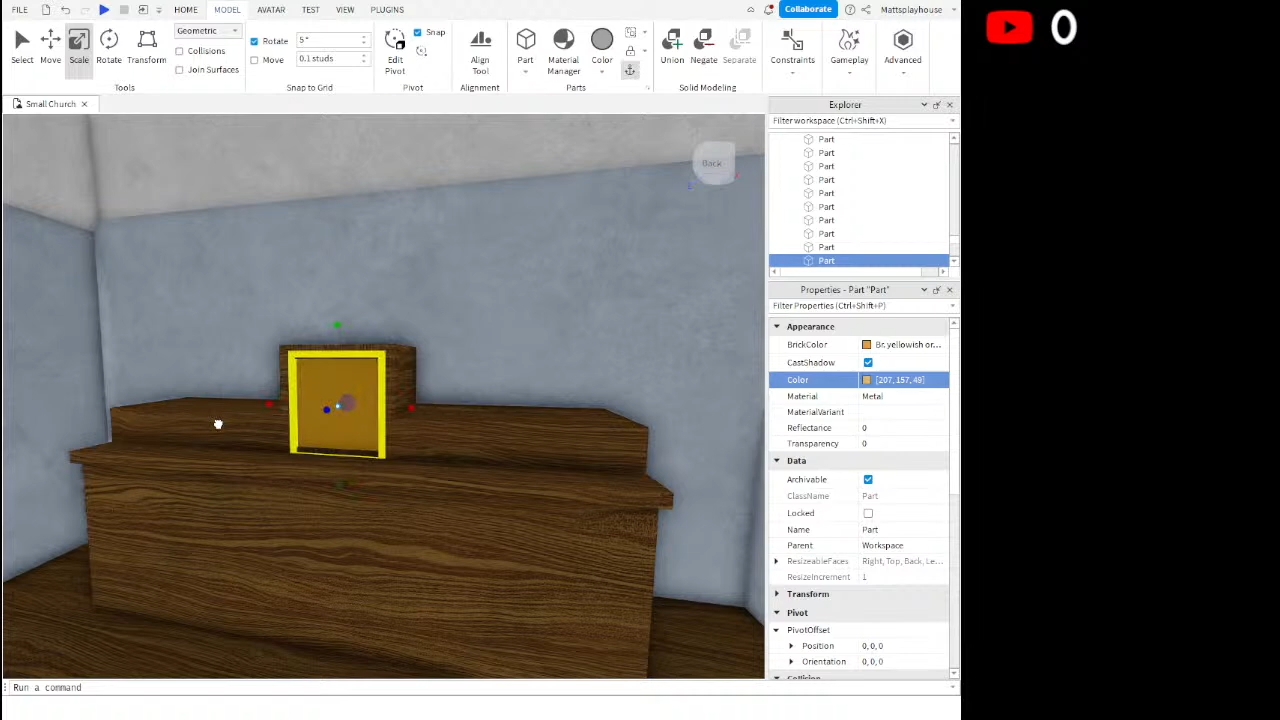 FILE EDIT HOME MODEL AVATAR TEST VIEW PLUGINS Collaborate Mattsplayhouse
0
Select Move Scale Rotate Transform
Geometric
Collisions
Join Surfaces
Rotate 5°
Move 0.1 studs
Edit Pivot
Snap
Align Tool
Part
Material Manager
Color
Union Negate Separate
Constraints Gameplay Advanced
Tools Snap to Grid Pivot Alignment Parts Solid Modeling
Small Church
Explorer
Filter workspace (Ctrl+Shift+X)
Back
Part
Part
Part
Part
Part
Part
Part
Part
Part
Part
Properties - Part "Part"
Filter Properties (Ctrl+Shift+P)
Appearance
BrickColor Br. yellowish or...
CastShadow
Color [207, 157, 49]
Material Metal
MaterialVariant
Reflectance 0
Transparency 0
Data
Archivable
ClassName Part
Locked
Name Part
Parent Workspace
ResizeableFaces Right, Top, Back, Le...
ResizeIncrement 1
Transform
Pivot
PivotOffset
Position 0, 0, 0
Orientation 0, 0, 0
Run a command